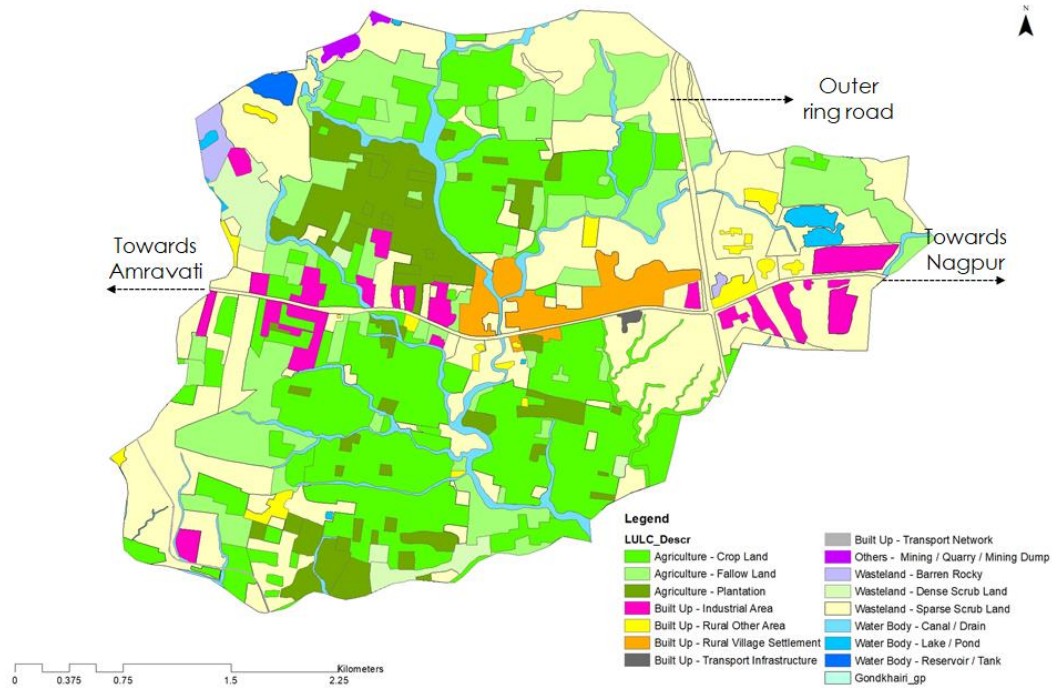 N
Outer
ring road
Towards
Amravati
Towards
Nagpur
Legend
LULC_Descr
Agriculture - Crop Land
Agriculture - Fallow Land
Agriculture - Plantation
Built Up - Industrial Area
Built Up - Rural Other Area
Built Up - Rural Village Settlement
Built Up - Transport Infrastructure
Built Up - Transport Network
Others - Mining / Quarry / Mining Dump
Wasteland - Barren Rocky
Wasteland - Dense Scrub Land
Wasteland - Sparse Scrub Land
Water Body - Canal / Drain
Water Body - Lake / Pond
Water Body - Reservoir / Tank
Gondkhairi_gp
Kilometers
0 0.375 0.75 1.5 2.25